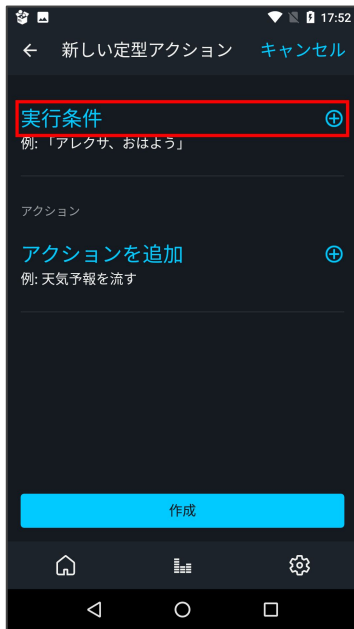 17:52
新しい定型アクション キャンセル
実行条件
例: 「アレクサ、おはよう」
アクション
アクションを追加
例: 天気予報を流す
作成